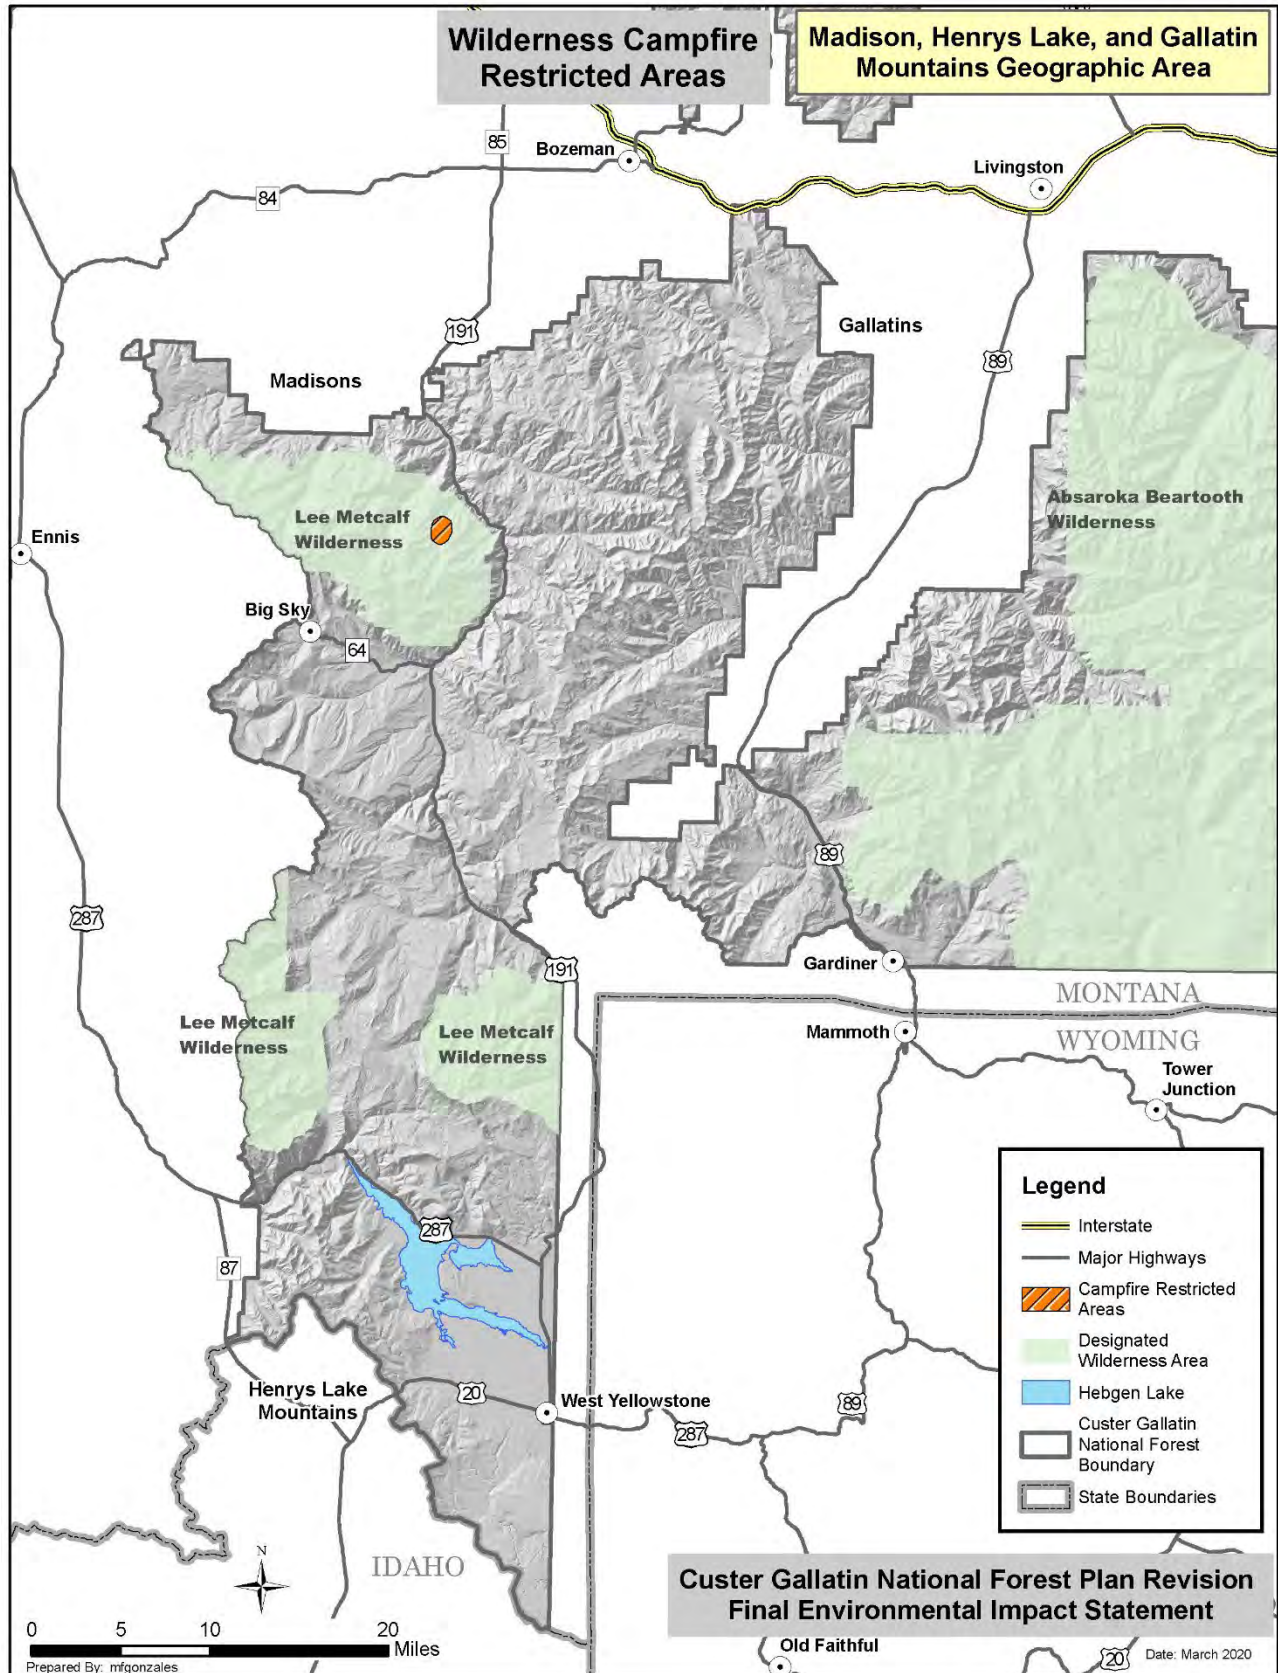 Wilderness Campfire
Restricted Areas
Madison, Henrys Lake, and Gallatin
Mountains Geographic Area
85
Bozeman
Livingston
84
191
Gallatins
89
Madisons
Absaroka Beartooth
Wilderness
Lee Metcalf
Wilderness
Ennis
Big Sky
64
89
287
191
Gardiner
MONTANA
Lee Metcalf
Wilderness
Lee Metcalf
Wilderness
Mammoth
WYOMING
Tower
Junction
287
87
Legend
Interstate
Major Highways
Campfire Restricted
Areas
Designated
Wilderness Area
Hebgen Lake
Custer Gallatin
National Forest
Boundary
State Boundaries
Henrys Lake
Mountains
20
West Yellowstone
89
287
N
IDAHO
Custer Gallatin National Forest Plan Revision
Final Environmental Impact Statement
0 5 10 20
Miles
Old Faithful
20
Date: March 2020
Prepared By: mfgonzales